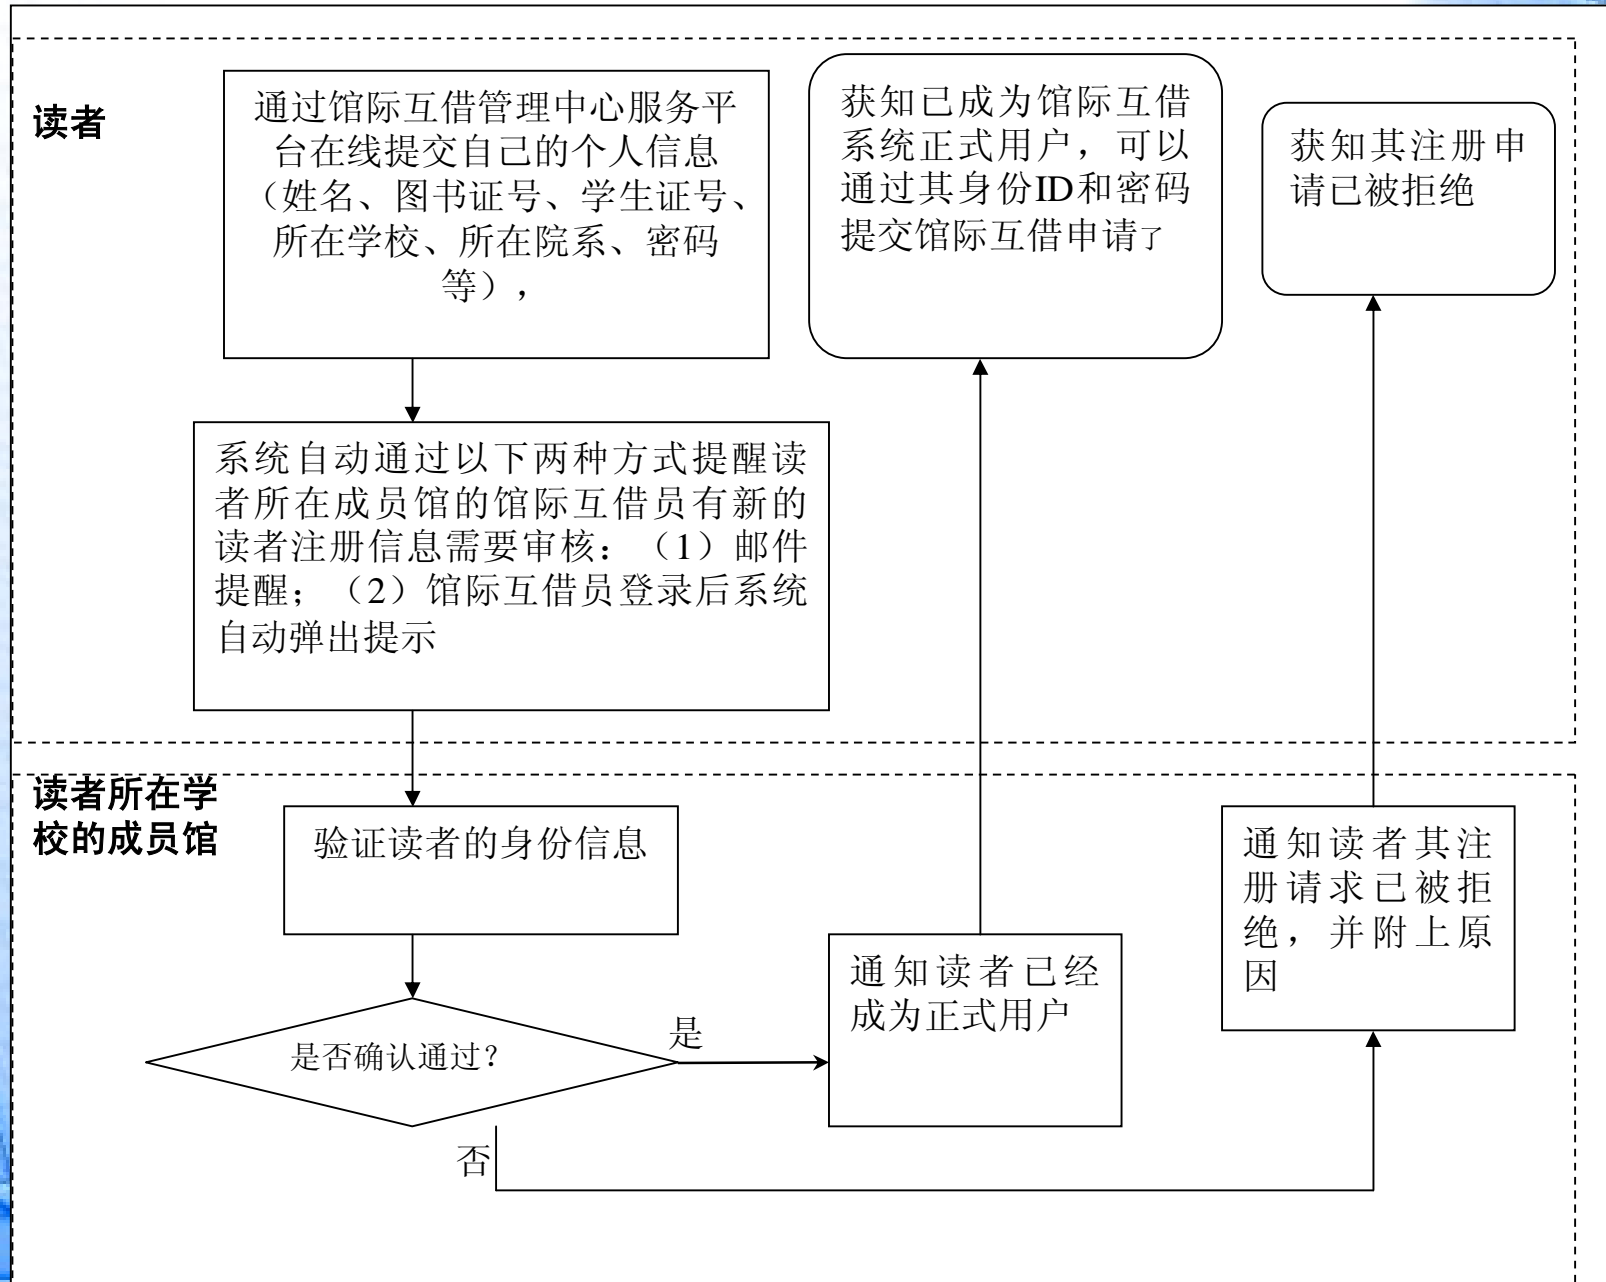 读者
通过馆际互借管理中心服务平
台在线提交自己的个人信息
（姓名、图书证号、学生证号、
所在学校、所在院系、密码
等），
获知已成为馆际互借
系统正式用户，可以
通过其身份ID和密码
提交馆际互借申请了
获知其注册申
请已被拒绝
系统自动通过以下两种方式提醒读
者所在成员馆的馆际互借员有新的
读者注册信息需要审核：（1）邮件
提醒；（2）馆际互借员登录后系统
自动弹出提示
读者所在学
校的成员馆
验证读者的身份信息
通知读者其注
册请求已被拒
绝，并附上原
因
通知读者已经
成为正式用户
是否确认通过？
是
否